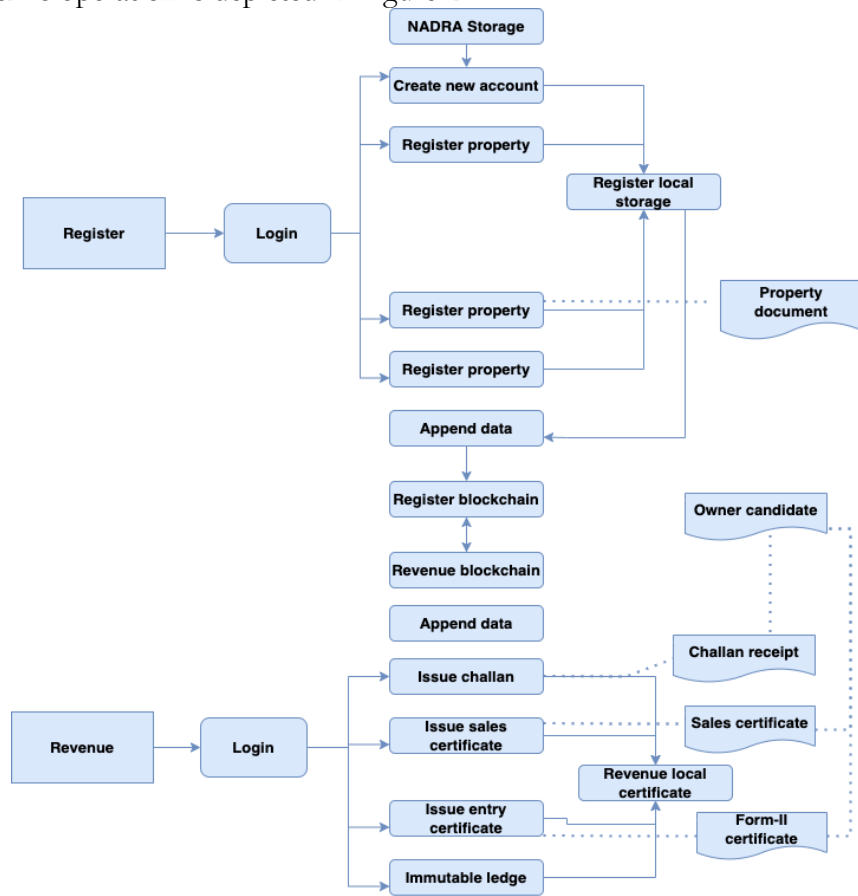 NADRA Storage
Create new account
Register property
Register local
storage
Register
Login
Register property
Property
document
Register property
Append data
Register blockchain
Owner candidate
Revenue blockchain
Append data
Challan receipt
Issue challan
Revenue
Login
Issue sales
certificate
Sales certificate
Revenue local
certificate
Issue entry
certificate
Form-II
certificate
Immutable ledge